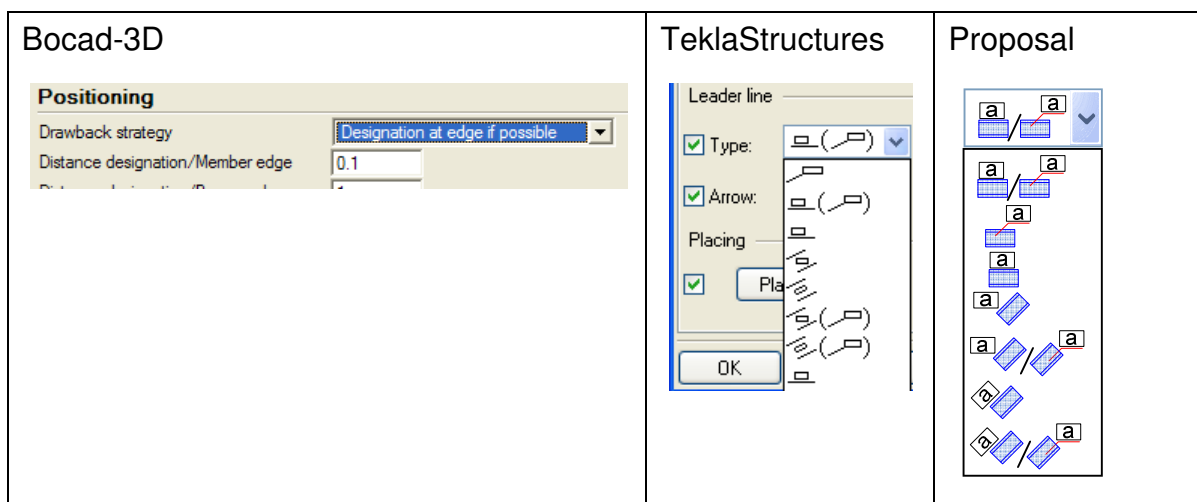 Bocad-3D
Positioning
Drawback strategy Designation at edge if possible
Distance designation/Member edge 0.1
TeklaStructures
Leader line
Type:
Arrow:
Placing
Pla
OK
Proposal
a / a
a / a
a
a
a
a / a
a
a / a